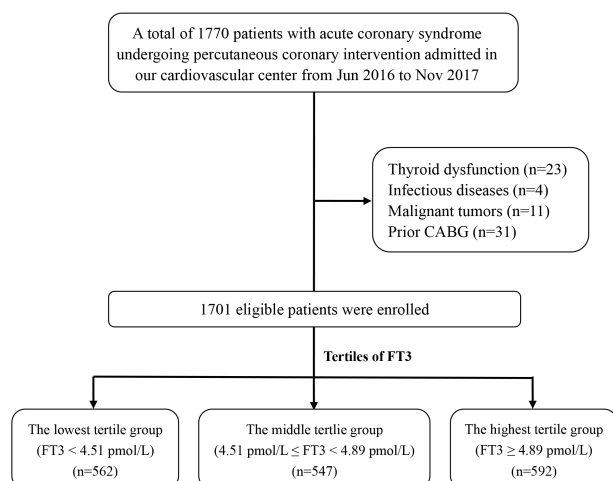 A total of 1770 patients with acute coronary syndrome
undergoing percutaneous coronary intervention admitted in
our cardiovascular center from Jun 2016 to Nov 2017
Thyroid dysfunction (n=23)
Infectious diseases (n=4)
Malignant tumors (n=11)
Prior CABG (n=31)
1701 eligible patients were enrolled
Tertiles of FT3
The lowest tertile group
(FT3 < 4.51 pmol/L)
(n=562)
The middle tertlie group
(4.51 pmol/L ≤ FT3 < 4.89 pmol/L)
(n=547)
The highest tertile group
(FT3 ≥ 4.89 pmol/L)
(n=592)